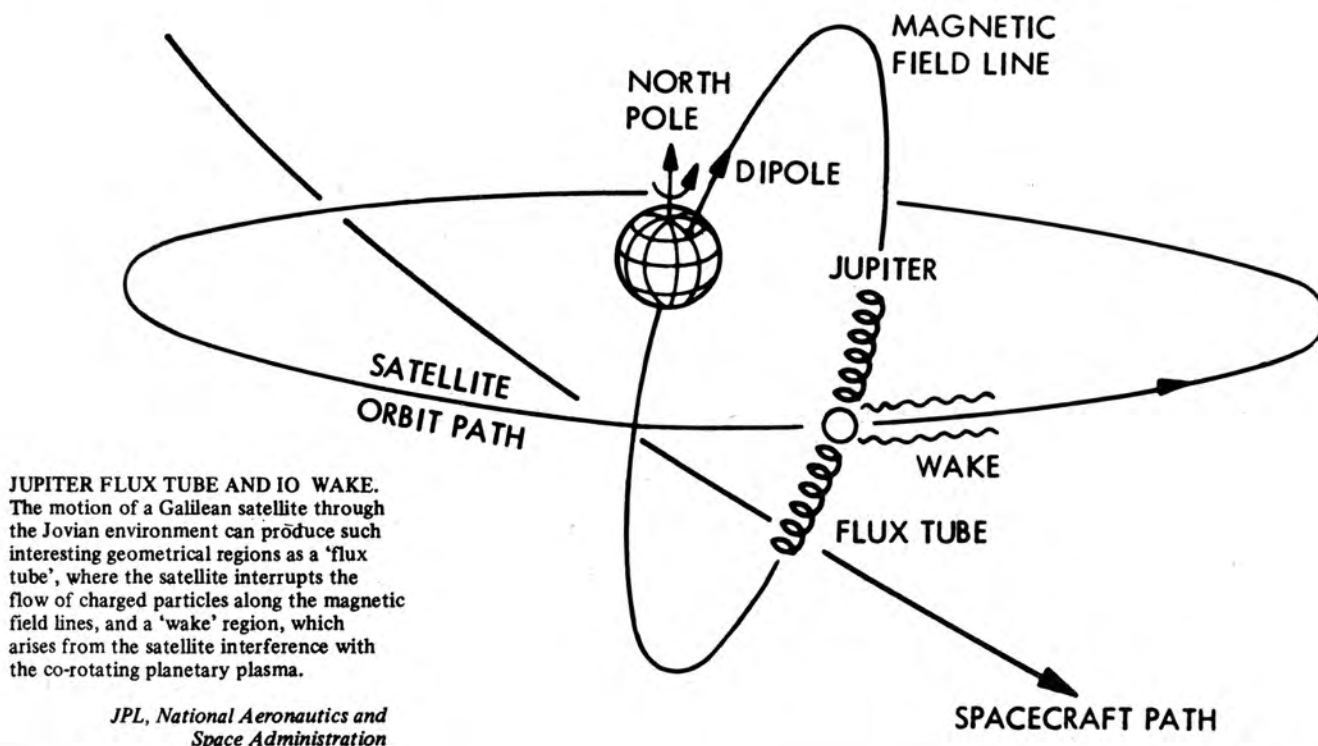 MAGNETIC
FIELD LINE
NORTH
POLE
DIPOLE
JUPITER
SATELLITE
ORBIT PATH
WAKE
FLUX TUBE
SPACECRAFT PATH
JUPITER FLUX TUBE AND IO WAKE.
The motion of a Galilean satellite through
the Jovian environment can produce such
interesting geometrical regions as a ‘flux
tube’, where the satellite interrupts the
flow of charged particles along the magnetic
field lines, and a ‘wake’ region, which
arises from the satellite interference with
the co-rotating planetary plasma.
JPL, National Aeronautics and
Space Administration